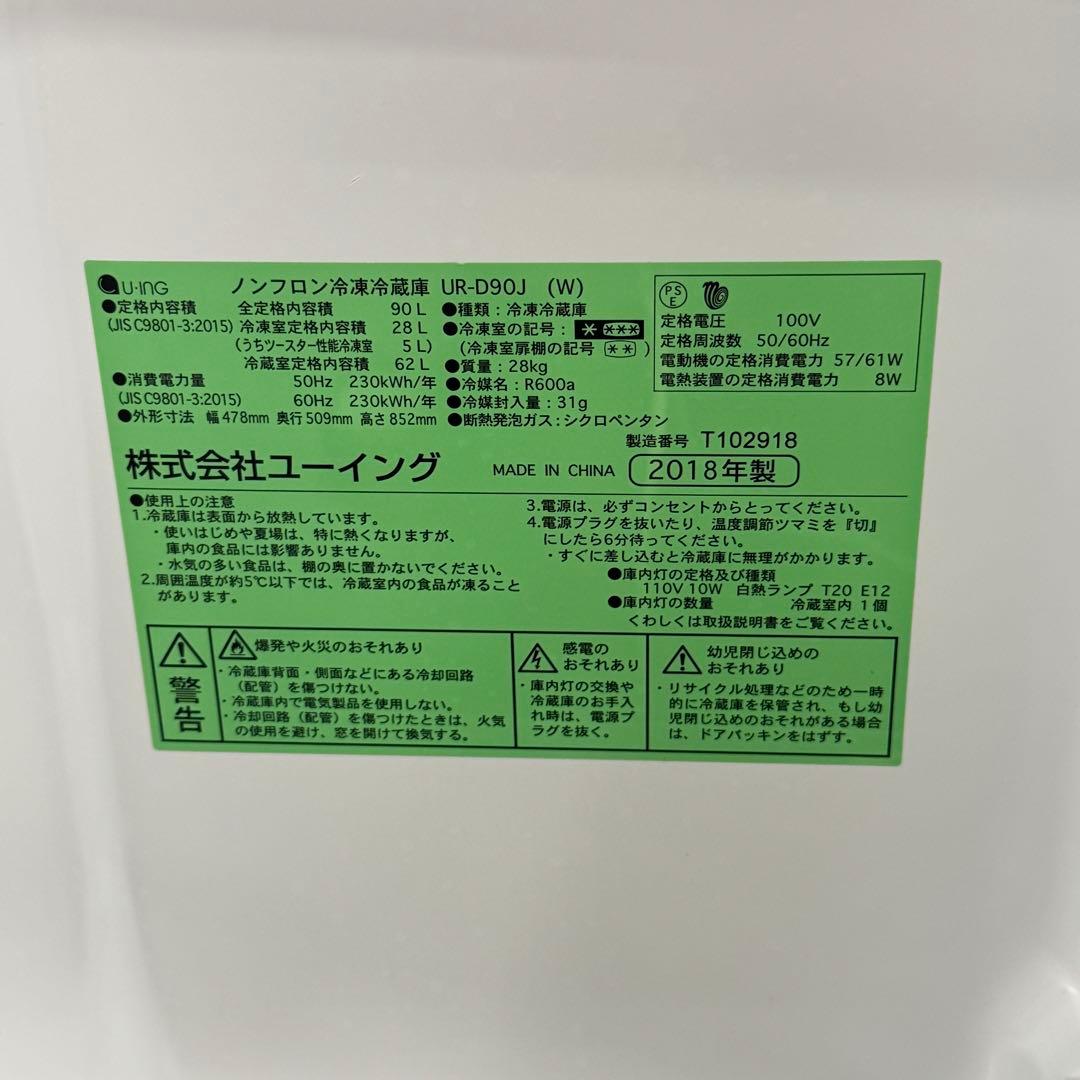 U·ING ノンフロン冷凍冷蔵庫 UR-D90J (W)
●定格内容積 全定格内容積 90 L
(JIS C9801-3:2015) 冷凍室定格内容積 28 L
(うちツースター性能冷凍室 5 L)
冷蔵室定格内容積 62 L
●消費電力量 50Hz 230kWh/年
(JIS C9801-3:2015) 60Hz 230kWh/年
●外形寸法 幅 478mm 奥行 509mm 高さ 852mm
●種類:冷凍冷蔵庫
●冷凍室の記号:
(冷凍室扉棚の記号 )
●質量:28kg
●冷媒名:R600a
●冷媒封入量:31g
●断熱発泡ガス:シクロペンタン
PS
E
定格電圧 100V
定格周波数 50/60Hz
電動機の定格消費電力 57/61W
電熱装置の定格消費電力 8W
製造番号 T102918
株式会社ユーイング MADE IN CHINA 2018年製
●使用上の注意
1.冷蔵庫は表面から放熱しています。
・使いはじめや夏場は、特に熱くなりますが、
庫内の食品には影響ありません。
・水気の多い食品は、棚の奥に置かないでください。
2.周囲温度が約5℃以下では、冷蔵室内の食品が凍ること
があります。
3.電源は、必ずコンセントからとってください。
4.電源プラグを抜いたり、温度調節ツマミを『切』
にしたら6分待ってください。
・すぐに差し込むと冷蔵庫に無理がかかります。
●庫内灯の定格及び種類
110V 10W 白熱ランプ T20 E12
●庫内灯の数量 冷蔵室内 1 個
くわしくは取扱説明書をご覧ください。
警告
爆発や火災のおそれあり
・冷蔵庫背面・側面などにある冷却回路
(配管)を傷つけない。
・冷蔵庫内で電気製品を使用しない。
・冷却回路(配管)を傷つけたときは、火気
の使用を避け、窓を開けて換気する。
感電の
おそれあり
・庫内灯の交換や
冷蔵庫のお手入
れ時は、電源プ
ラグを抜く。
幼児閉じ込めの
おそれあり
・リサイクル処理などのため一時
的に冷蔵庫を保管され、もし幼
児閉じ込めのおそれがある場合
は、ドアパッキンをはずす。